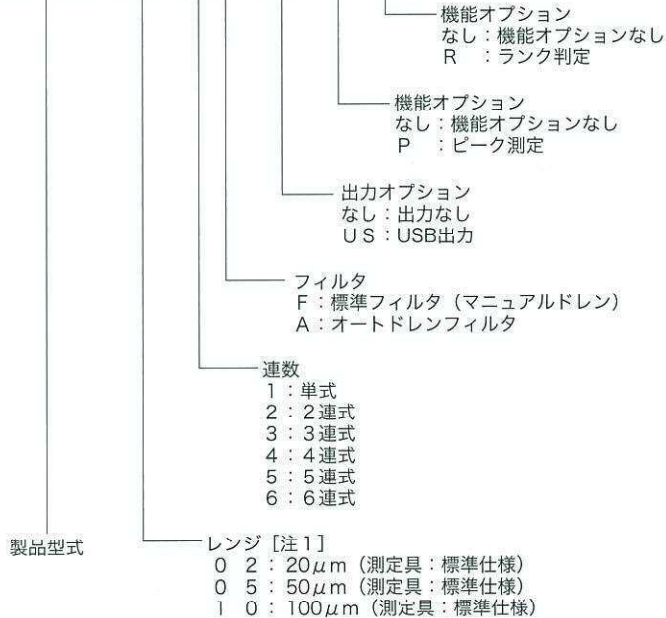 機能オプション
なし：機能オプションなし
R ：ランク判定
機能オプション
なし：機能オプションなし
P ：ピーク測定
出力オプション
なし：出力なし
US：USB出力
フィルタ
F：標準フィルタ（マニュアルドレン）
A：オートドレンフィルタ
連数
1：単式
2：2連式
3：3連式
4：4連式
5：5連式
6：6連式
製品型式
レンジ［注1］
0 2：20μm（測定具：標準仕様）
0 5：50μm（測定具：標準仕様）
1 0：100μm（測定具：標準仕様）